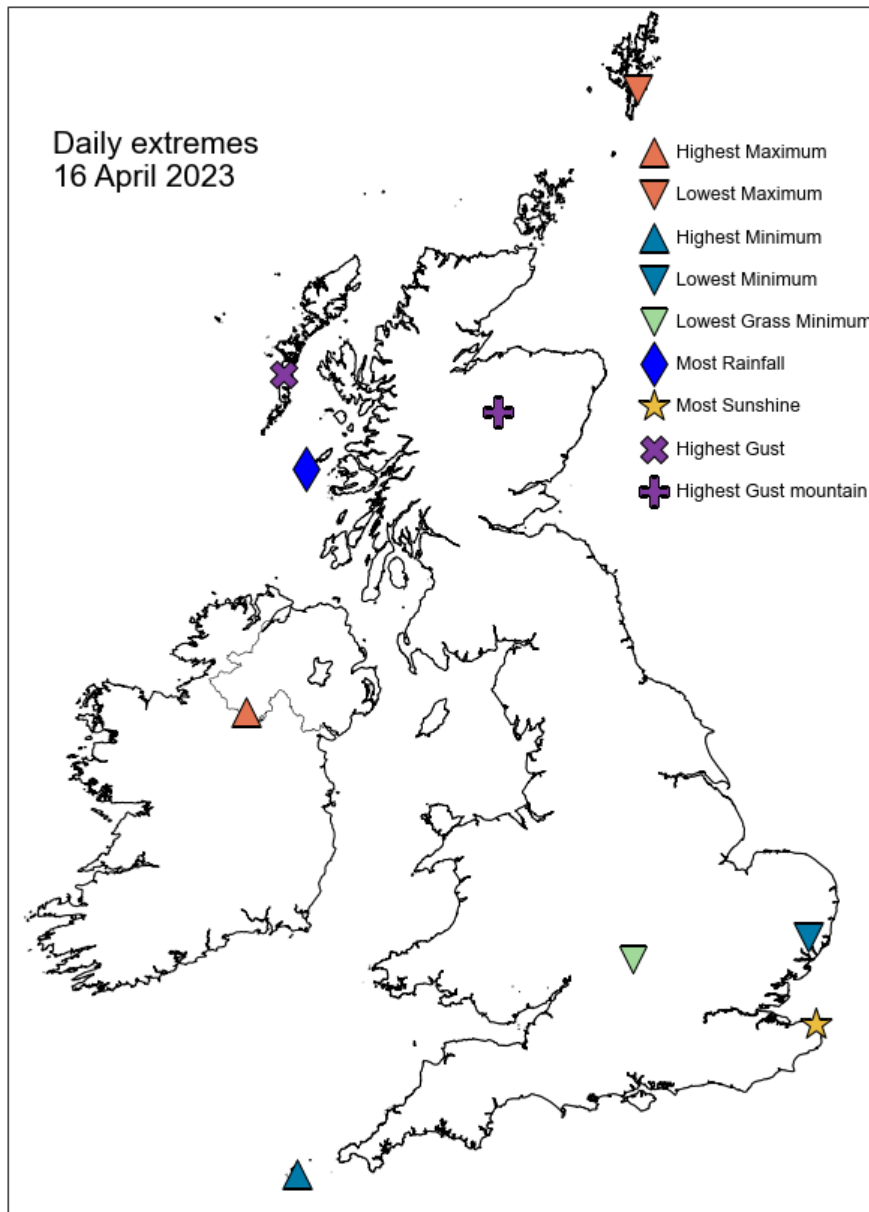 Daily extremes
16 April 2023
Highest Maximum
Lowest Maximum
Highest Minimum
Lowest Minimum
Lowest Grass Minimum
Most Rainfall
Most Sunshine
Highest Gust
Highest Gust mountain